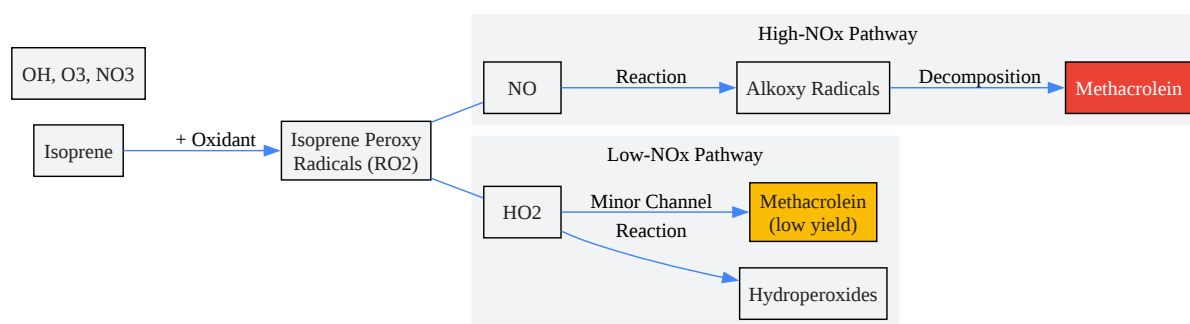 High-NOx Pathway
OH, O3, NO3
NO
Reaction
Alkoxy Radicals
Decomposition
Methacrolein
Isoprene
+ Oxidant
Isoprene Peroxy
Radicals (RO2)
Low-NOx Pathway
HO2
Minor Channel
Methacrolein
(low yield)
Reaction
Hydroperoxides